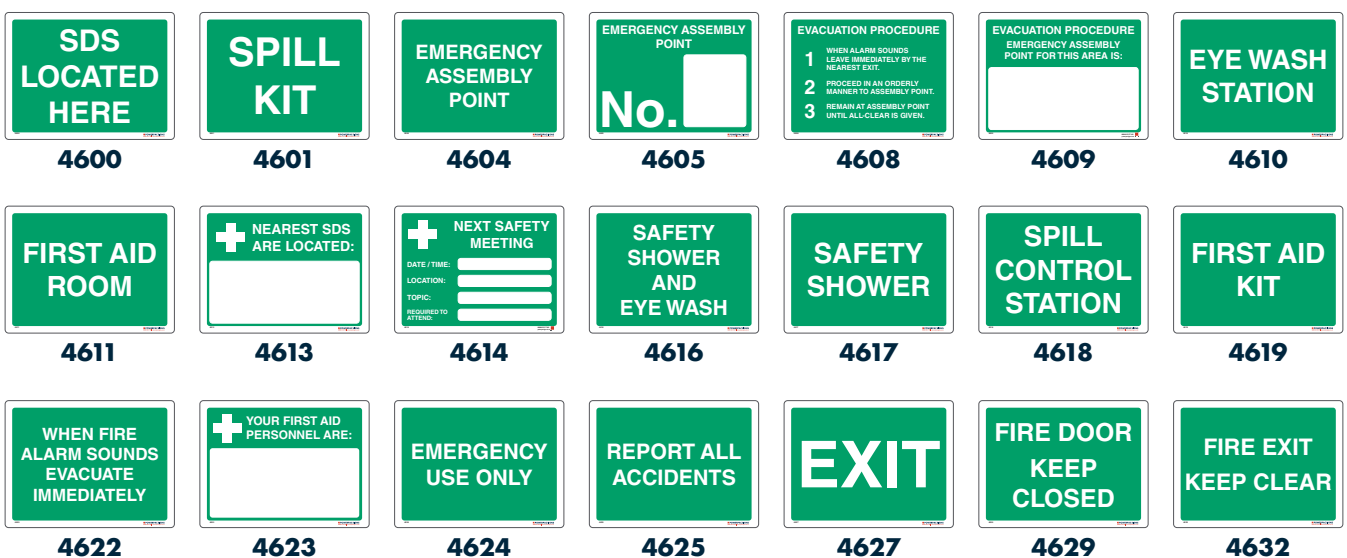 SDS
LOCATED
HERE
4600
SPILL
KIT
4601
EMERGENCY
ASSEMBLY
POINT
4604
EMERGENCY ASSEMBLY
POINT
No.
4605
EVACUATION PROCEDURE
1 WHEN ALARM SOUNDS
LEAVE IMMEDIATELY BY THE
NEAREST EXIT.
2 PROCEED IN AN ORDERLY
MANNER TO ASSEMBLY POINT.
3 REMAIN AT ASSEMBLY POINT
UNTIL ALL-CLEAR IS GIVEN.
4608
EVACUATION PROCEDURE
EMERGENCY ASSEMBLY
POINT FOR THIS AREA IS:
4609
EYE WASH
STATION
4610
FIRST AID
ROOM
4611
NEAREST SDS
ARE LOCATED:
4613
NEXT SAFETY
MEETING
DATE / TIME:
LOCATION:
TOPIC:
REQUIRED TO
ATTEND:
4614
SAFETY
SHOWER
AND
EYE WASH
4616
SAFETY
SHOWER
4617
SPILL
CONTROL
STATION
4618
FIRST AID
KIT
4619
WHEN FIRE
ALARM SOUNDS
EVACUATE
IMMEDIATELY
4622
YOUR FIRST AID
PERSONNEL ARE:
4623
EMERGENCY
USE ONLY
4624
REPORT ALL
ACCIDENTS
4625
EXIT
4627
FIRE DOOR
KEEP
CLOSED
4629
FIRE EXIT
KEEP CLEAR
4632